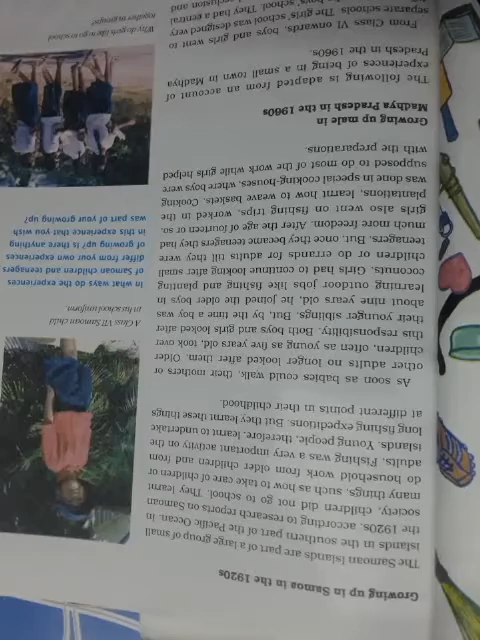 Growing up in Samoa in the 1920s
The Samoan Islands are part of a large group of small
islands in the southern part of the Pacific Ocean. In
the 1920s, according to research reports on Samoan
society, children did not go to school. They learnt
many things, such as how to take care of children or
do household work from older children and from
adults. Fishing was a very important activity on the
islands. Young people, therefore, learnt to undertake
long fishing expeditions. But they learnt these things
at different points in their childhood.
As soon as babies could walk, their mothers or
other adults no longer looked after them. Older
children, often as young as five years old, took over
this responsibility. Both boys and girls looked after
their younger siblings. But, by the time a boy was
about nine years old, he joined the older boys in
learning outdoor jobs like fishing and planting
coconuts. Girls had to continue looking after small
children or do errands for adults till they were
teenagers. But, once they became teenagers they had
much more freedom. After the age of fourteen or so,
girls also went on fishing trips, worked in the
plantations, learnt how to weave baskets. Cooking
was done in special cooking-houses, where boys were
supposed to do most of the work while girls helped
with the preparations.
Growing up male in
Madhya Pradesh in the 1960s
The following is adapted from an account of
experiences of being in a small town in Madhya
Pradesh in the 1960s.
From Class VI onwards, boys and girls went to
separate schools. The girls' school was designed very
boys' school. They had a central
seclusion and
A Class VII Samoan child
in his school uniform.
In what ways do the experiences
of Samoan children and teenagers
differ from your own experiences
of growing up? Is there anything
in this experience that you wish
was part of your growing up?
Why do girls like to go to school
together in groups?